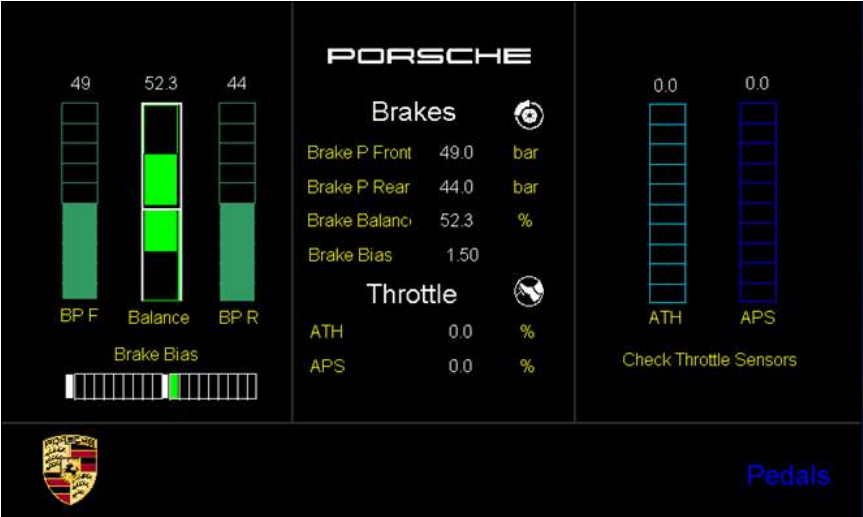 49 52.3 44
BP F Balance BP R
Brake Bias
PORSCHE
Brakes
Brake P Front 49.0 bar
Brake P Rear 44.0 bar
Brake Balanc 52.3 %
Brake Bias 1.50
Throttle
ATH 0.0 %
APS 0.0 %
0.0 0.0
ATH APS
Check Throttle Sensors
PORSCHE
Pedals